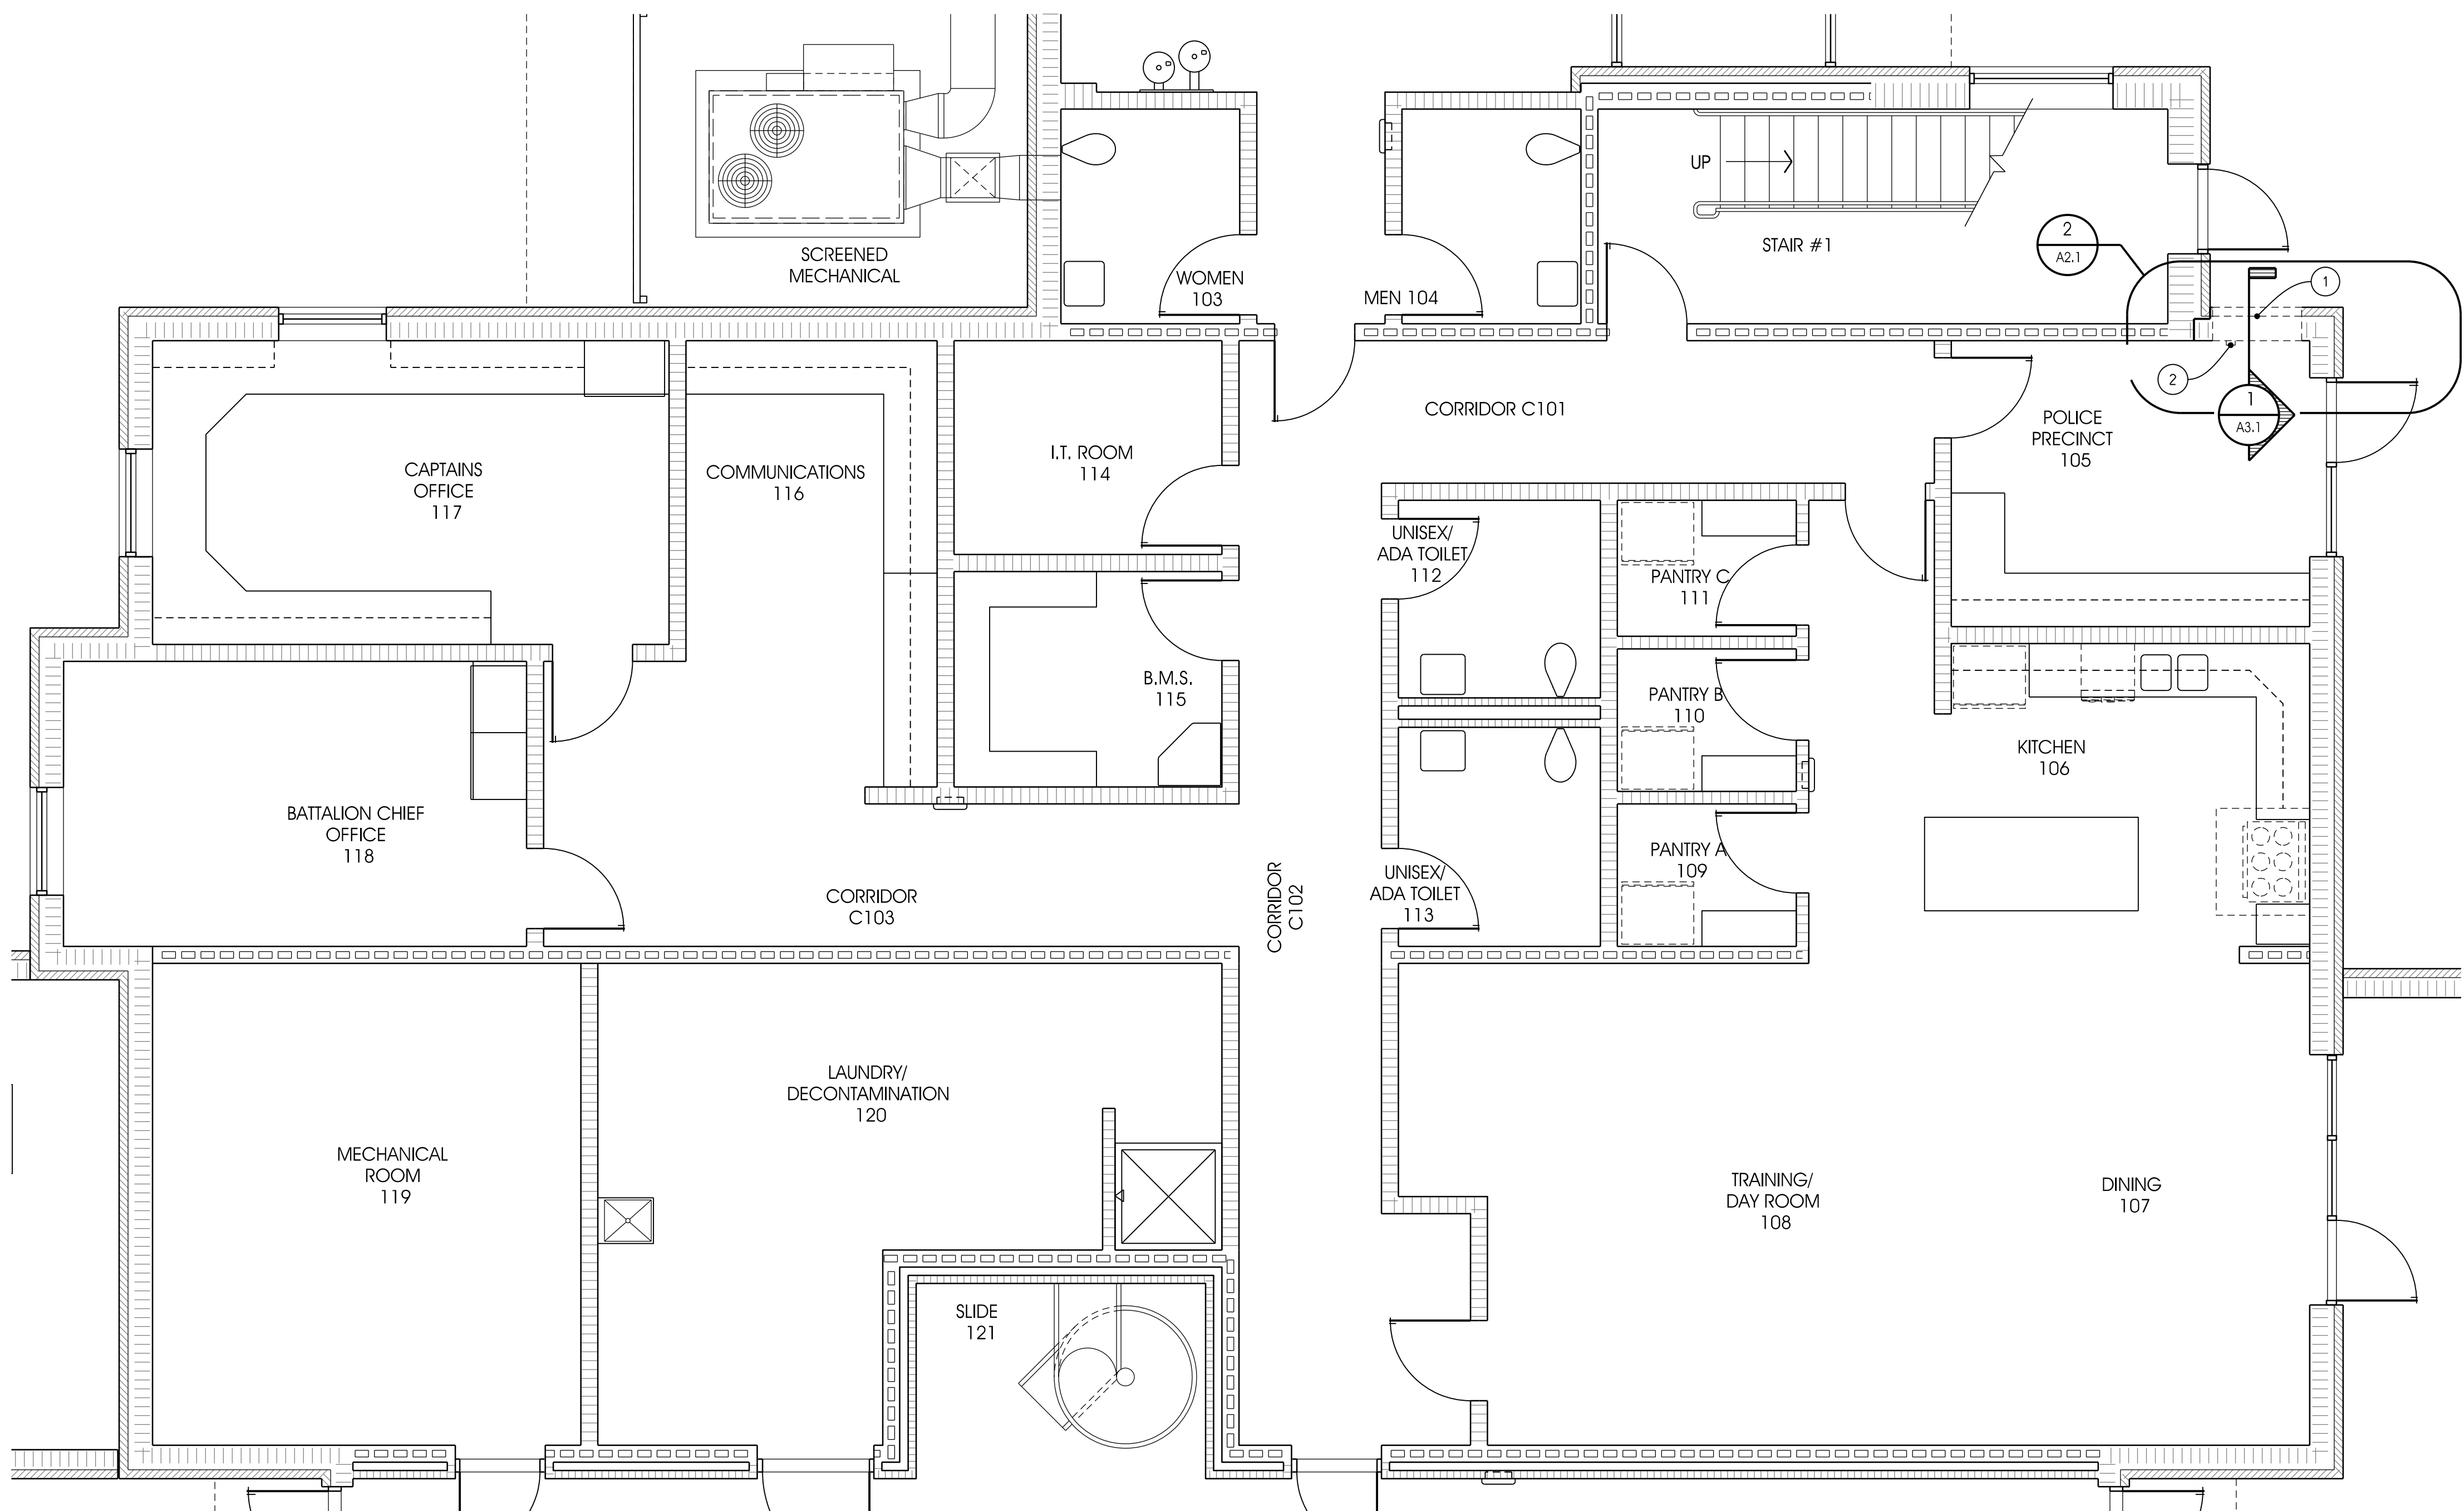 SCREENED
MECHANICAL
WOMEN
103
MEN 104
UP
STAIR #1
2
A2.1
1
2
1
A3.1
CORRIDOR C101
POLICE
PRECINCT
105
CAPTAINS
OFFICE
117
COMMUNICATIONS
116
I.T. ROOM
114
UNISEX/
ADA TOILET
112
PANTRY C
111
B.M.S.
115
PANTRY B
110
KITCHEN
106
BATTALION CHIEF
OFFICE
118
PANTRY A
109
UNISEX/
ADA TOILET
113
CORRIDOR
C103
CORRIDOR
C102
LAUNDRY/
DECONTAMINATION
120
MECHANICAL
ROOM
119
TRAINING/
DAY ROOM
108
DINING
107
SLIDE
121